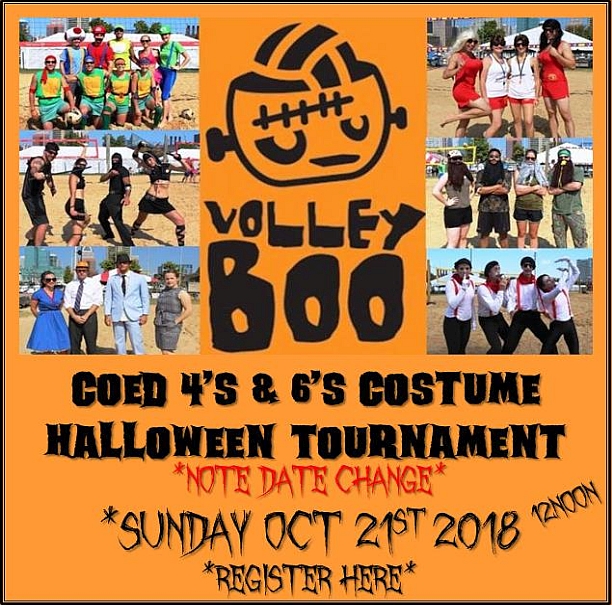 VOLLEY
BOO
COED 4'S & 6'S COSTUME
HALLOWEEN TOURNAMENT
*NOTE DATE CHANGE*
*SUNDAY OCT 21ST 2018 12NOON*
*REGISTER HERE*